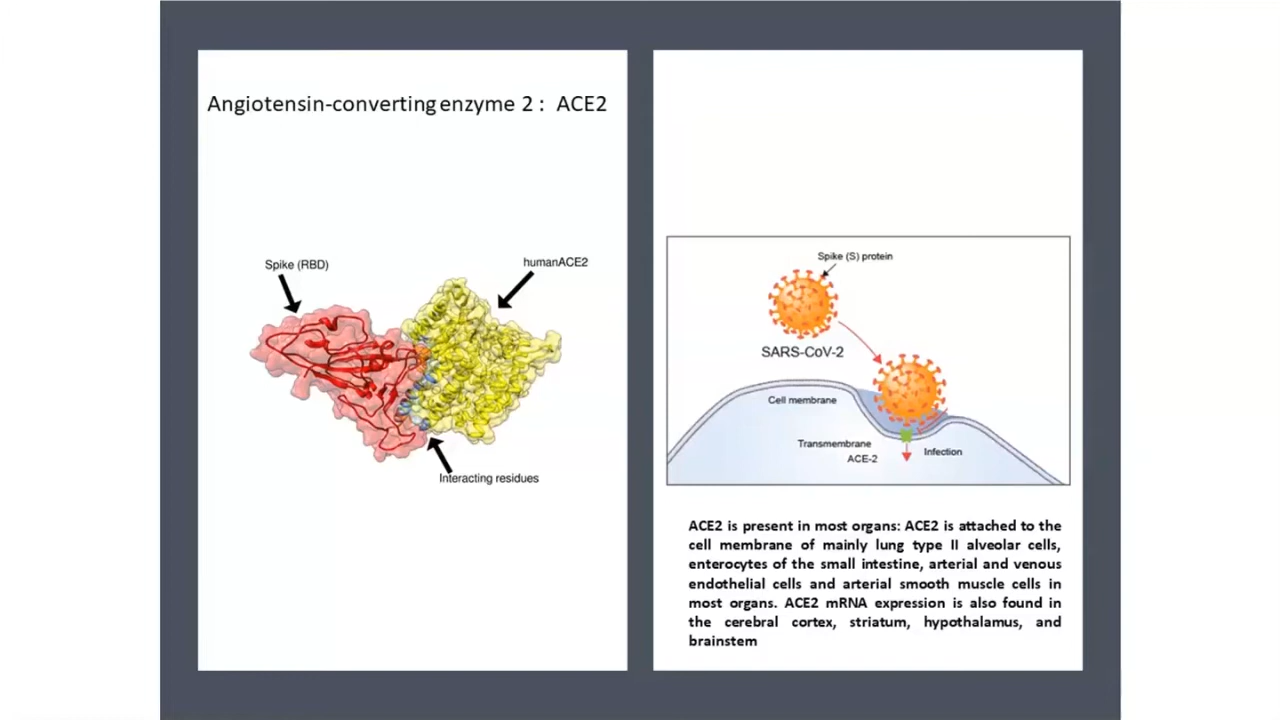 Angiotensin-converting enzyme 2 : ACE2
Spike (RBD)
humanACE2
Interacting residues
Spike (S) protein
SARS-CoV-2
Cell membrane
Transmembrane
ACE-2
Infection
ACE2 is present in most organs: ACE2 is attached to the
cell membrane of mainly lung type II alveolar cells,
enterocytes of the small intestine, arterial and venous
endothelial cells and arterial smooth muscle cells in
most organs. ACE2 mRNA expression is also found in
the cerebral cortex, striatum, hypothalamus, and
brainstem